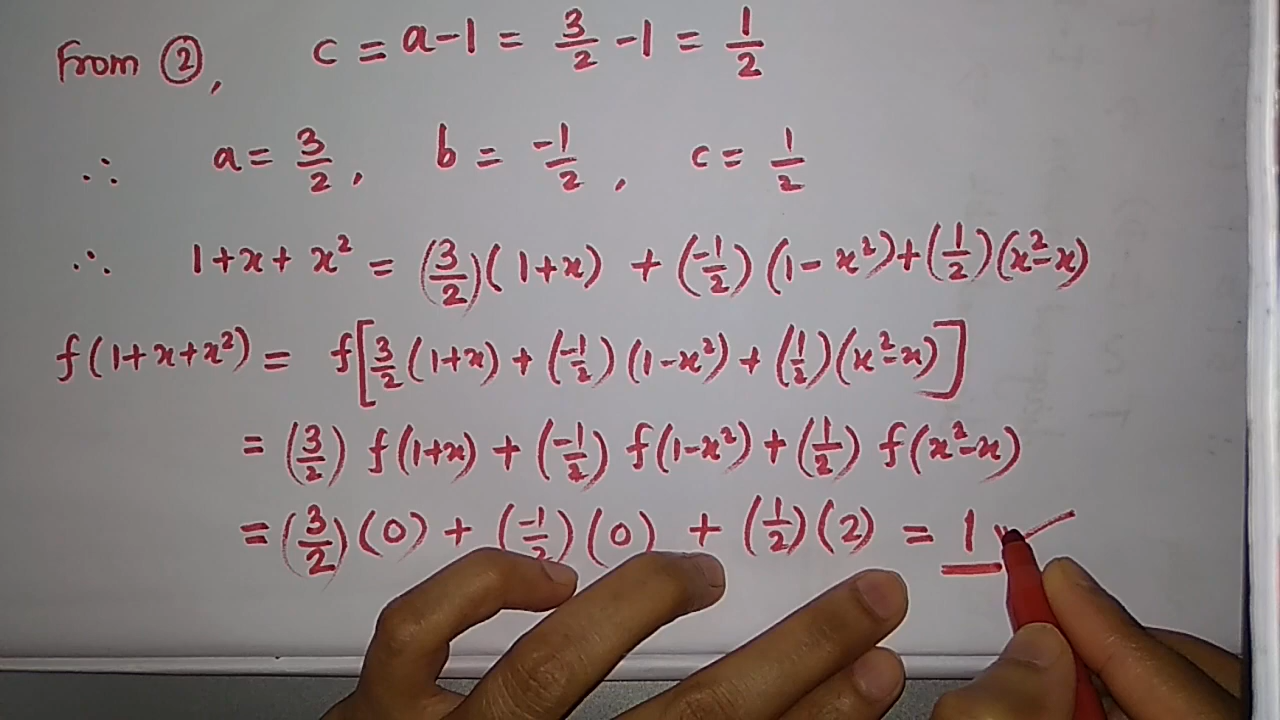 From ②, c = a-1 = 3/2 - 1 = 1/2
∴ a = 3/2, b = -1/2, c = 1/2
∴ 1+x+x² = (3/2)(1+x) + (-1/2)(1-x²)+(1/2)(x²-x)
f(1+x+x²) = f[3/2(1+x) + (-1/2)(1-x²) + (1/2)(x²-x)]
= (3/2) f(1+x) + (-1/2) f(1-x²) + (1/2) f(x²-x)
= (3/2)(0) + (-1/2)(0) + (1/2)(2) = 1